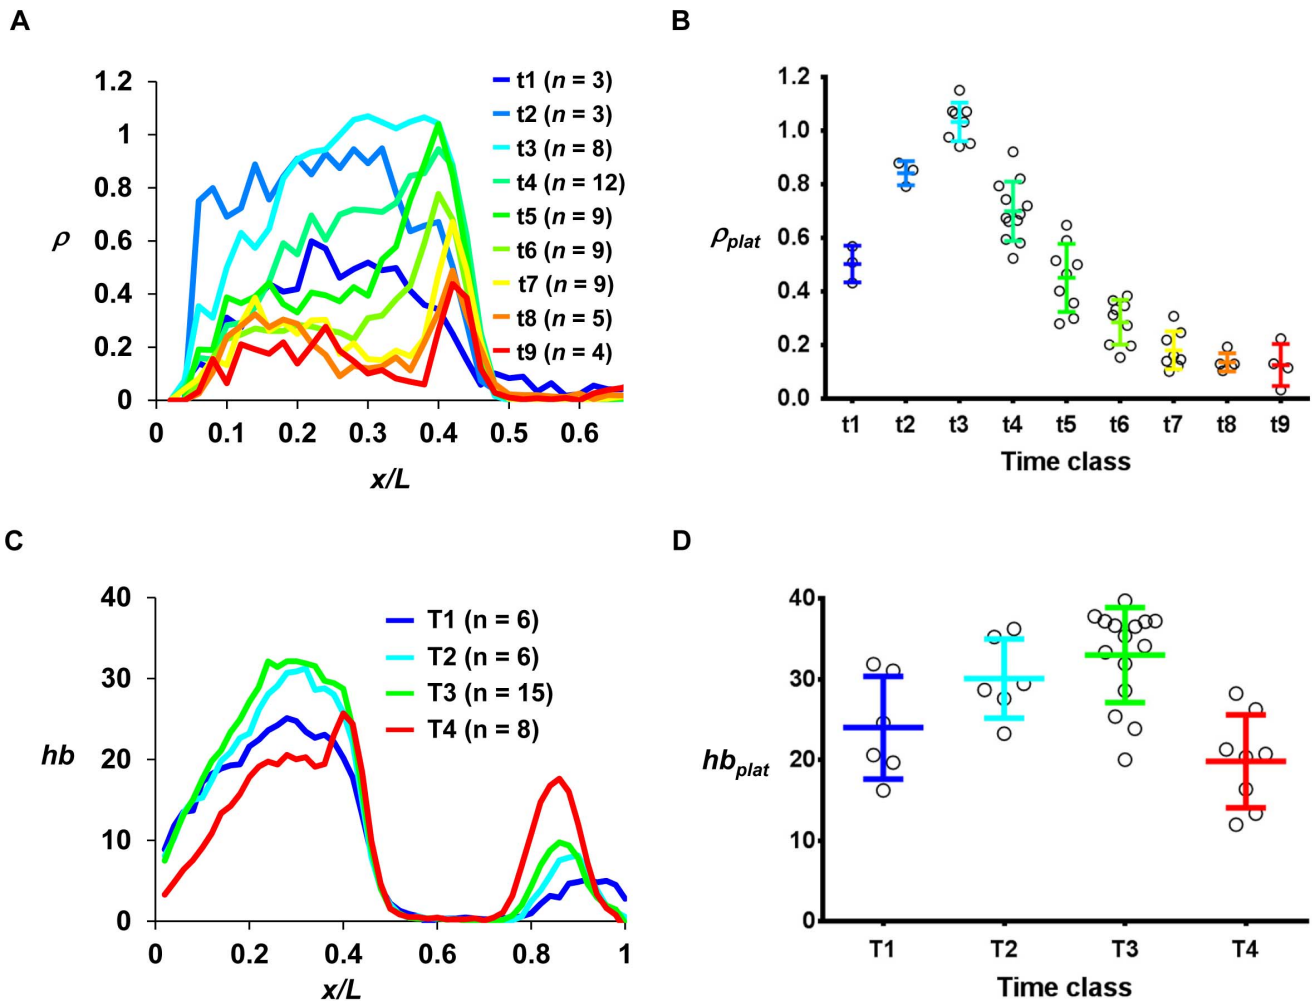 A
1.2
1
0.8
0.6
0.4
0.2
0
ρ
0 0.1 0.2 0.3 0.4 0.5 0.6
x/L
t1 (n = 3)
t2 (n = 3)
t3 (n = 8)
t4 (n = 12)
t5 (n = 9)
t6 (n = 9)
t7 (n = 9)
t8 (n = 5)
t9 (n = 4)
B
1.2
1.0
0.8
0.6
0.4
0.2
0.0
ρplat
t1 t2 t3 t4 t5 t6 t7 t8 t9
Time class
C
40
30
20
10
0
hb
0 0.2 0.4 0.6 0.8 1
x/L
T1 (n = 6)
T2 (n = 6)
T3 (n = 15)
T4 (n = 8)
D
40
30
20
10
0
hbplat
T1 T2 T3 T4
Time class